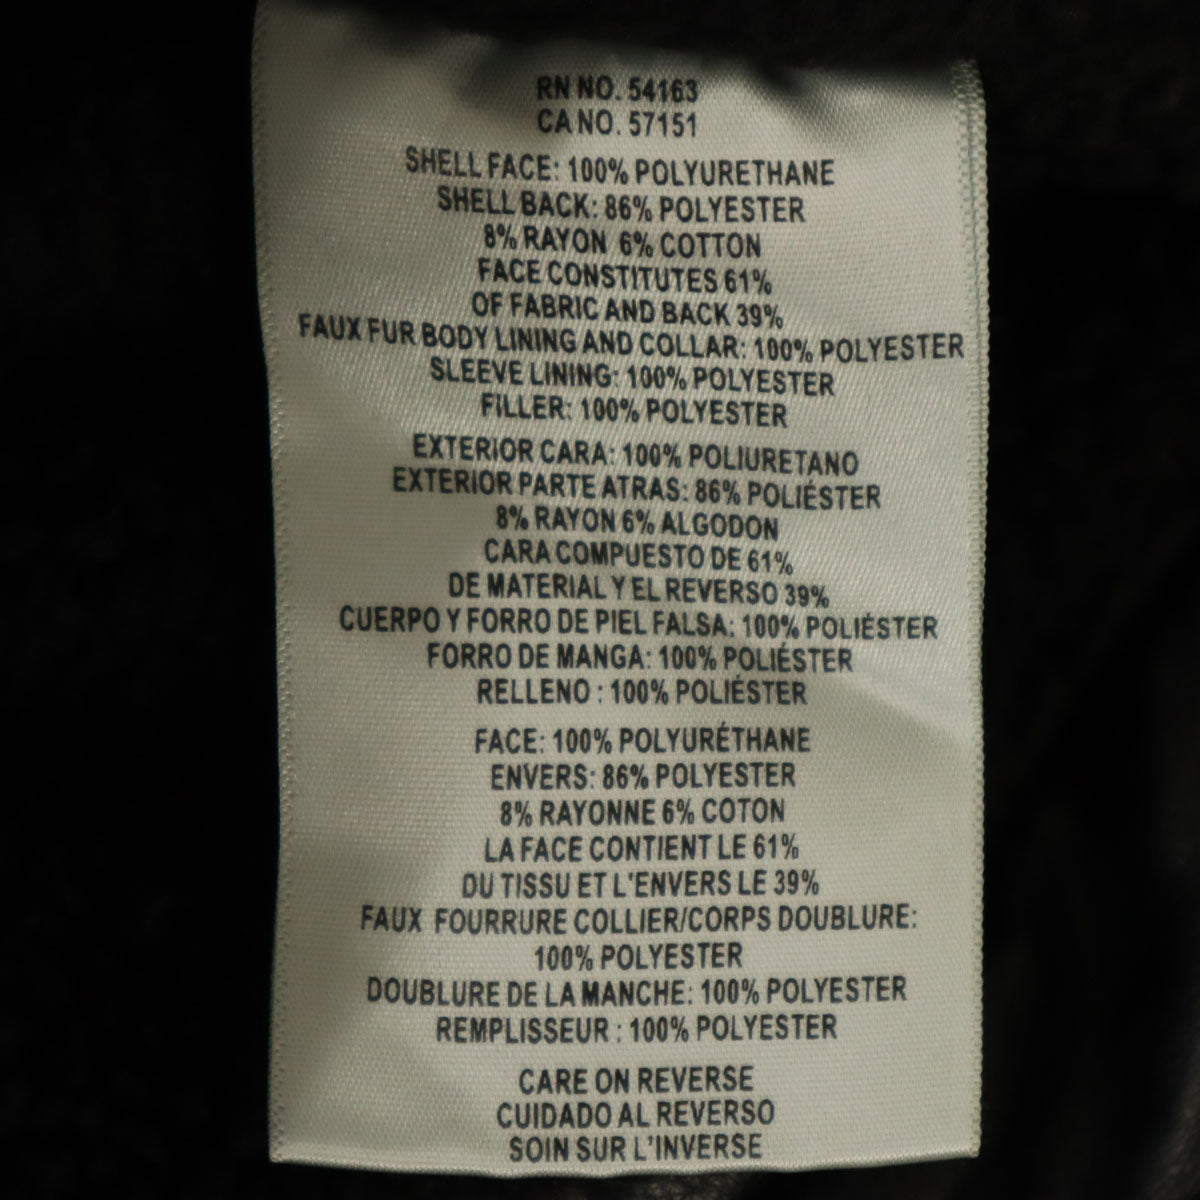 RN NO. 54163
CA NO. 57151
SHELL FACE: 100% POLYURETHANE
SHELL BACK: 86% POLYESTER
8% RAYON 6% COTTON
FACE CONSTITUTES 61%
OF FABRIC AND BACK 39%
FAUX FUR BODY LINING AND COLLAR: 100% POLYESTER
SLEEVE LINING: 100% POLYESTER
FILLER: 100% POLYESTER
EXTERIOR CARA: 100% POLIURETANO
EXTERIOR PARTE ATRAS: 86% POLIÉSTER
8% RAYON 6% ALGODON
CARA COMPUESTO DE 61%
DE MATERIAL Y EL REVERSO 39%
CUERPO Y FORRO DE PIEL FALSA: 100% POLIÉSTER
FORRO DE MANGA: 100% POLIÉSTER
RELLENO : 100% POLIÉSTER
FACE: 100% POLYURÉTHANE
ENVERS: 86% POLYESTER
8% RAYONNE 6% COTON
LA FACE CONTIENT LE 61%
DU TISSU ET L'ENVERS LE 39%
FAUX FOURRURE COLLIER/CORPS DOUBLURE:
100% POLYESTER
DOUBLURE DE LA MANCHE: 100% POLYESTER
REMPLISSEUR : 100% POLYESTER
CARE ON REVERSE
CUIDADO AL REVERSO
SOIN SUR L'INVERSE